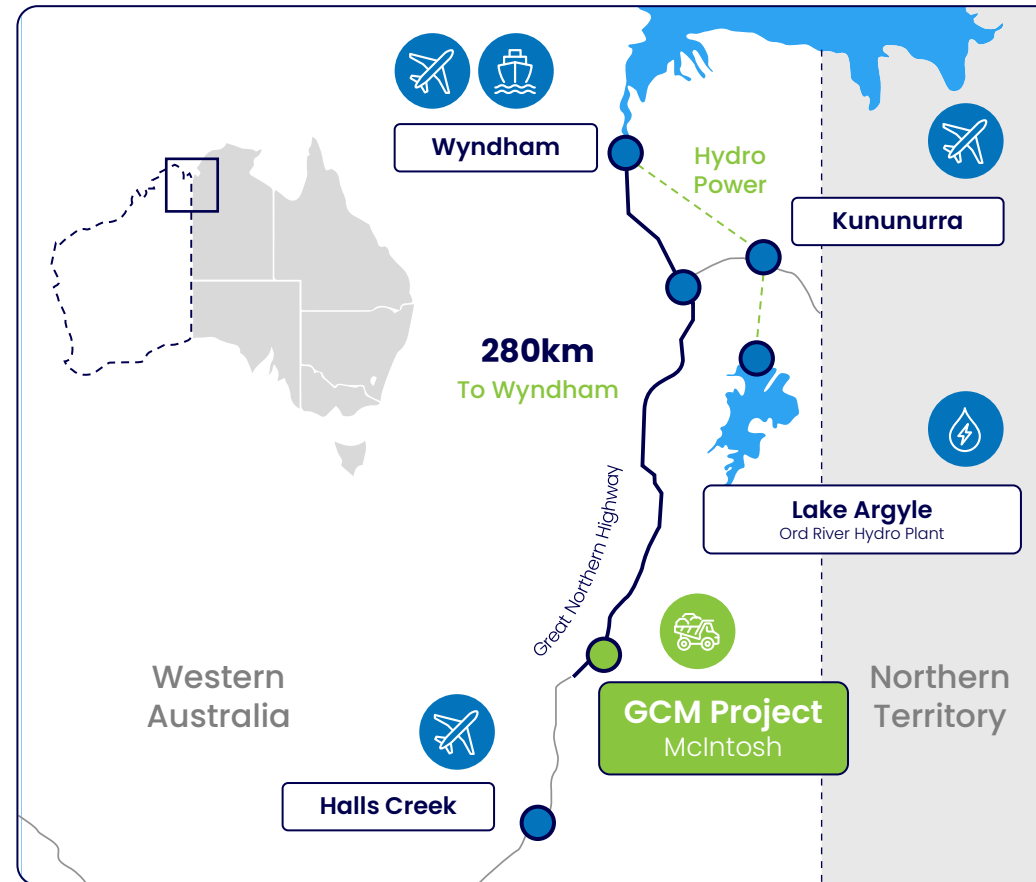 Wyndham
Hydro
Power
Kununurra
280km
To Wyndham
Lake Argyle
Ord River Hydro Plant
Great Northern Highway
Western
Australia
GCM Project
McIntosh
Northern
Territory
Halls Creek